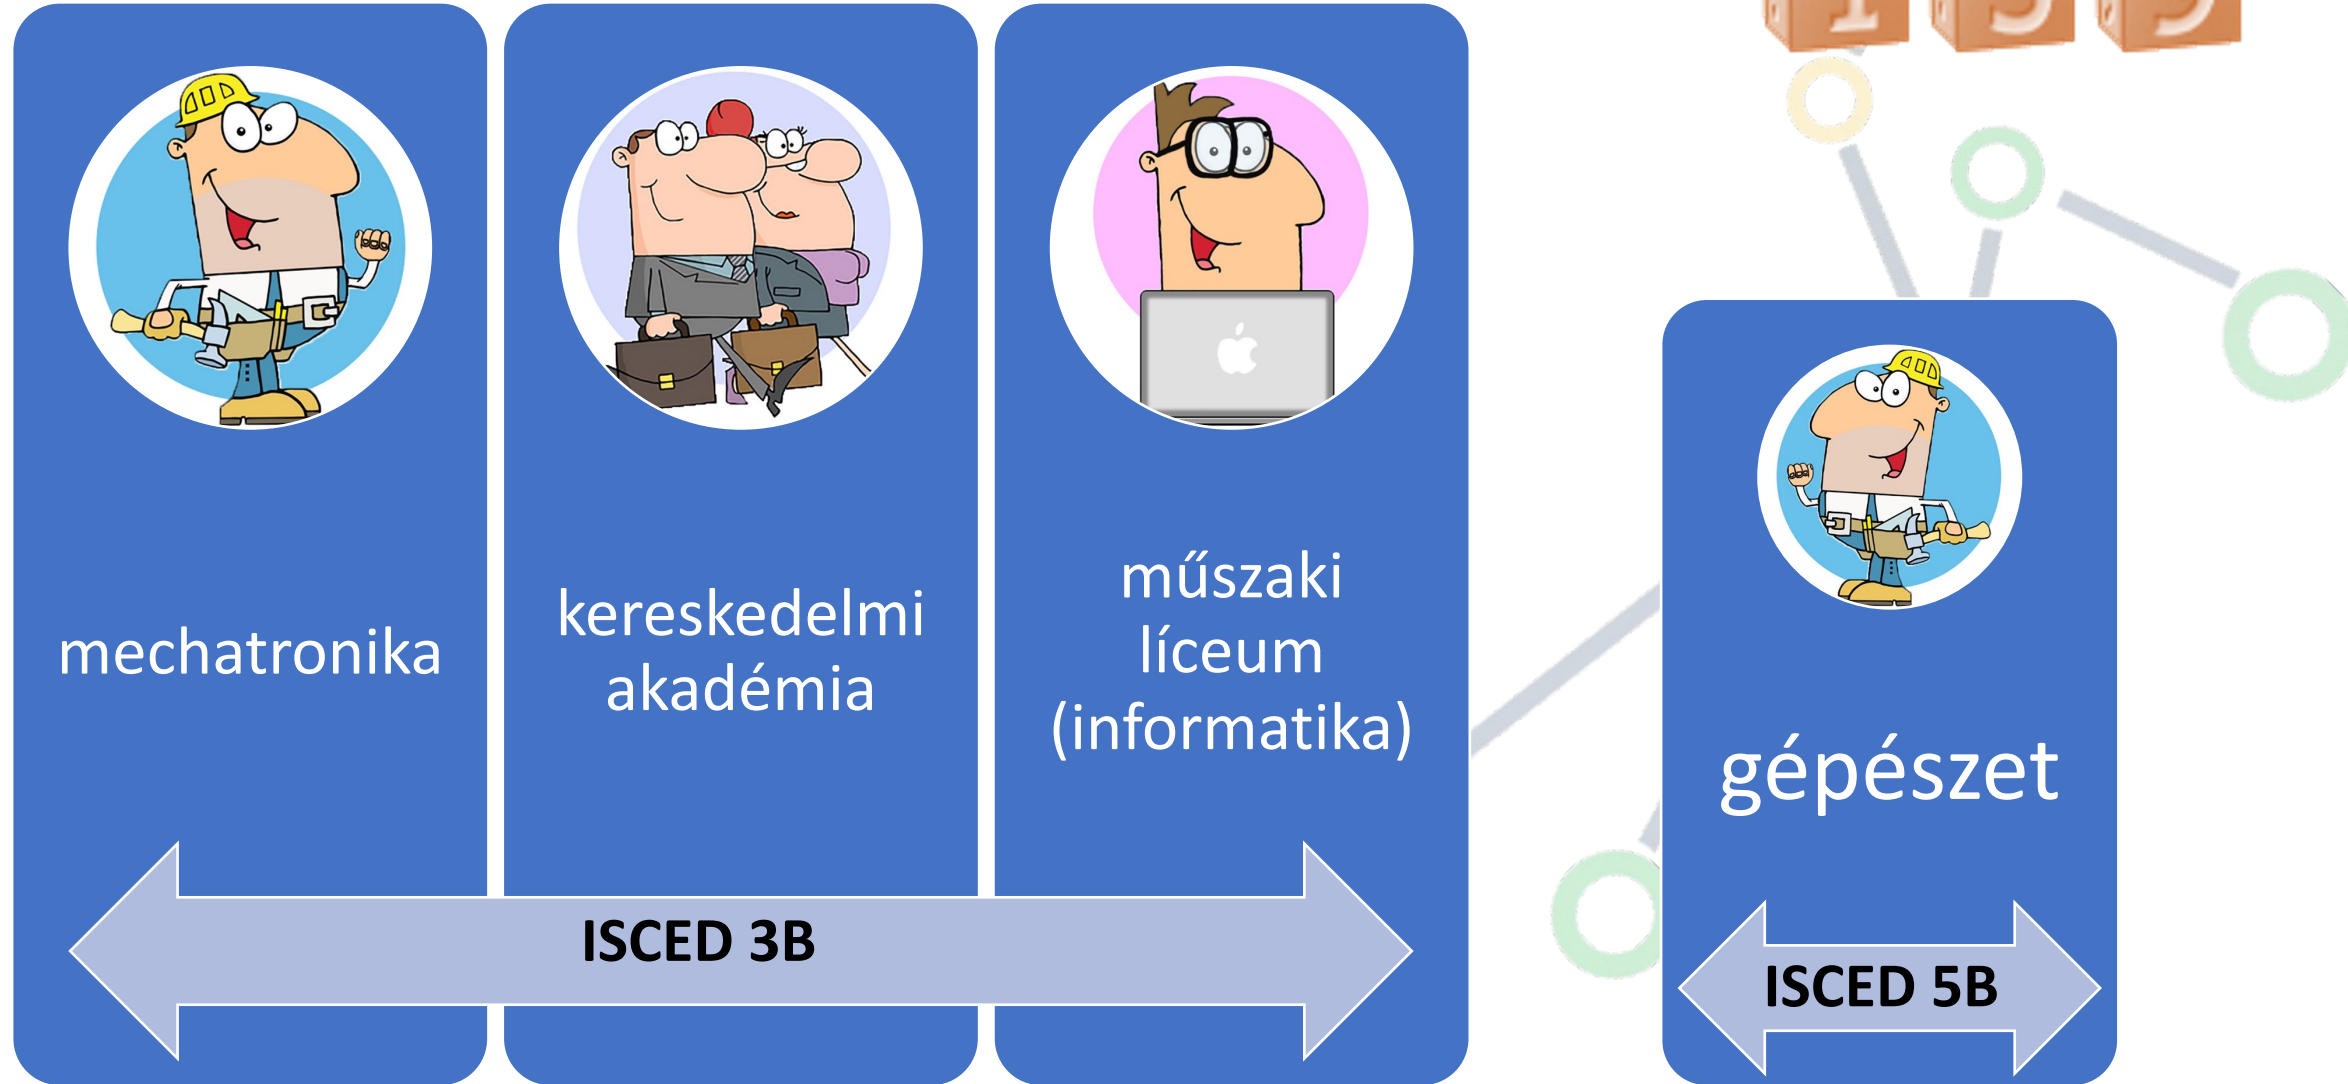 mechatronika
kereskedelmi
akadémia
műszaki
líceum
(informatika)
ISCED 3B
gépészet
ISCED 5B